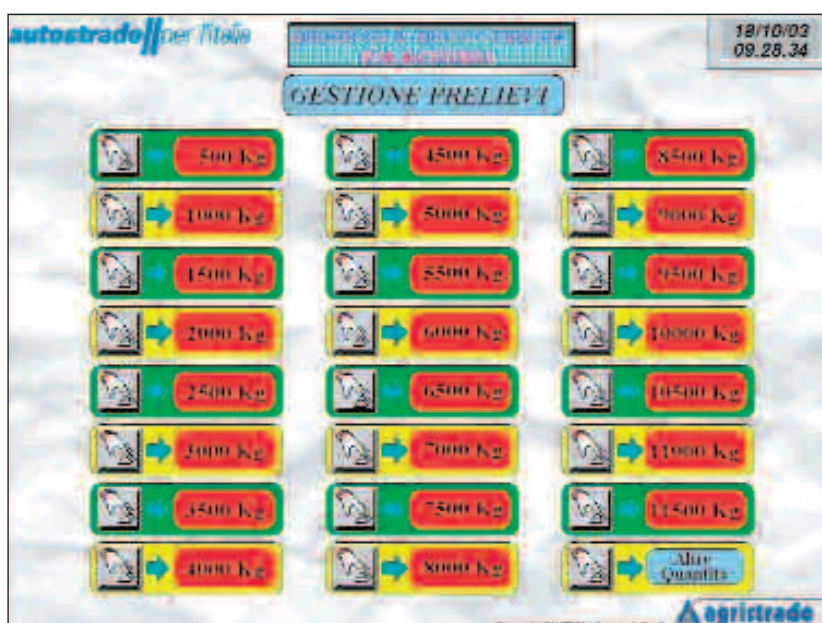 autostrade//per l'italia
18/10/03
09.28.34
GESTIONE PRELIEVI
500 Kg
1000 Kg
1500 Kg
2000 Kg
2500 Kg
3000 Kg
3500 Kg
4000 Kg
4500 Kg
5000 Kg
5500 Kg
6000 Kg
6500 Kg
7000 Kg
7500 Kg
8000 Kg
8500 Kg
9000 Kg
9500 Kg
10000 Kg
10500 Kg
11000 Kg
11500 Kg
Altre
Quantita
agristrade